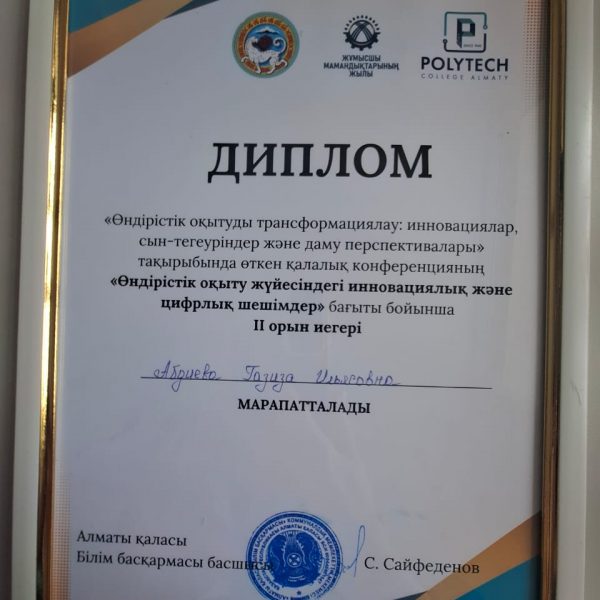 ЖҰМЫСШЫ
МАМАНДЫҚТАРЫНЫҢ
ЖЫЛЫ
P
POLYTECH
COLLEGE ALMATY
ДИПЛОМ
«Өндірістік оқытуды трансформациялау: инновациялар,
сын-тегеуріндер және даму перспективалары»
тақырыбында өткен қалалық конференцияның
«Өндірістік оқыту жүйесіндегі инновациялық және
цифрлық шешімдер» бағыты бойынша
II орын иегері
Газиза Ильясовна
МАРАПАТТАЛАДЫ
Алматы қаласы
Білім басқармасы басшысы
С. Сайфеденов